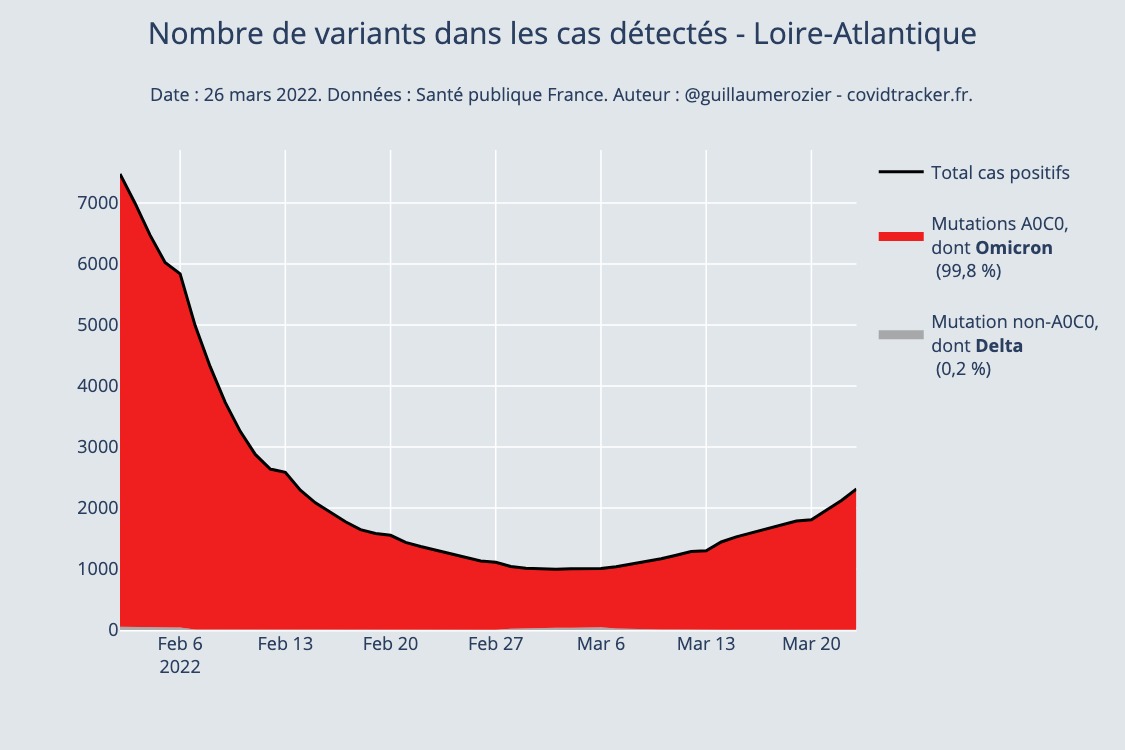 Nombre de variants dans les cas détectés - Loire-Atlantique
Date : 26 mars 2022. Données : Santé publique France. Auteur : @guillaumerozier - covidtracker.fr.
7000
6000
5000
4000
3000
2000
1000
0
Feb 6
2022
Feb 13
Feb 20
Feb 27
Mar 6
Mar 13
Mar 20
Total cas positifs
Mutations A0C0,
dont Omicron
(99,8 %)
Mutation non-A0C0,
dont Delta
(0,2 %)